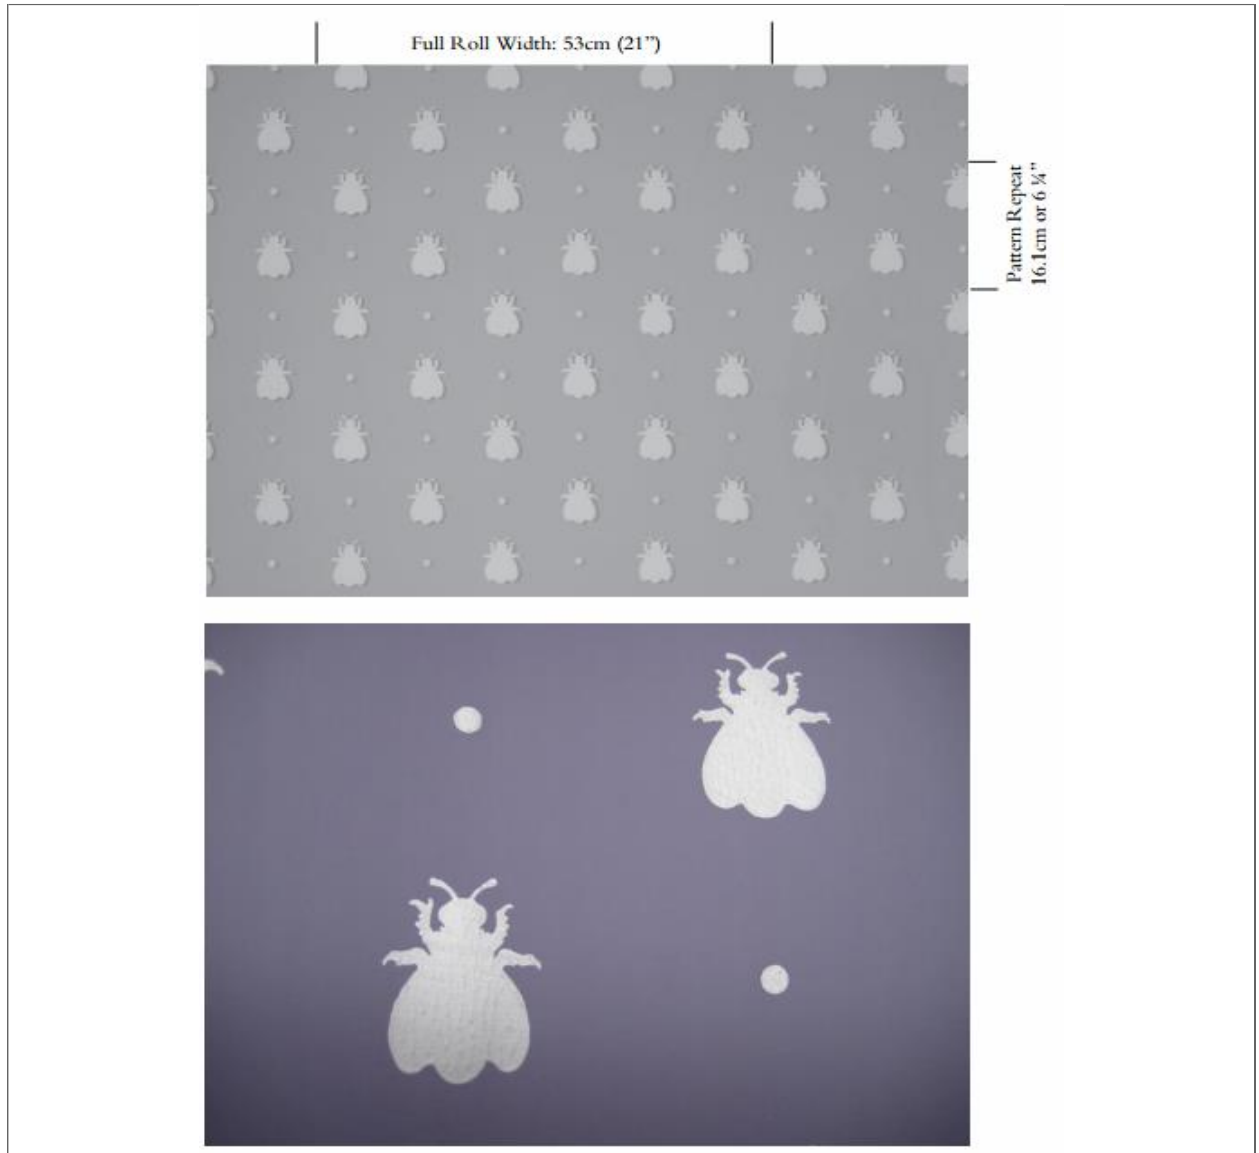 Full Roll Width: 53cm (21”)
Pattern Repeat
16.1cm or 6 ¼”